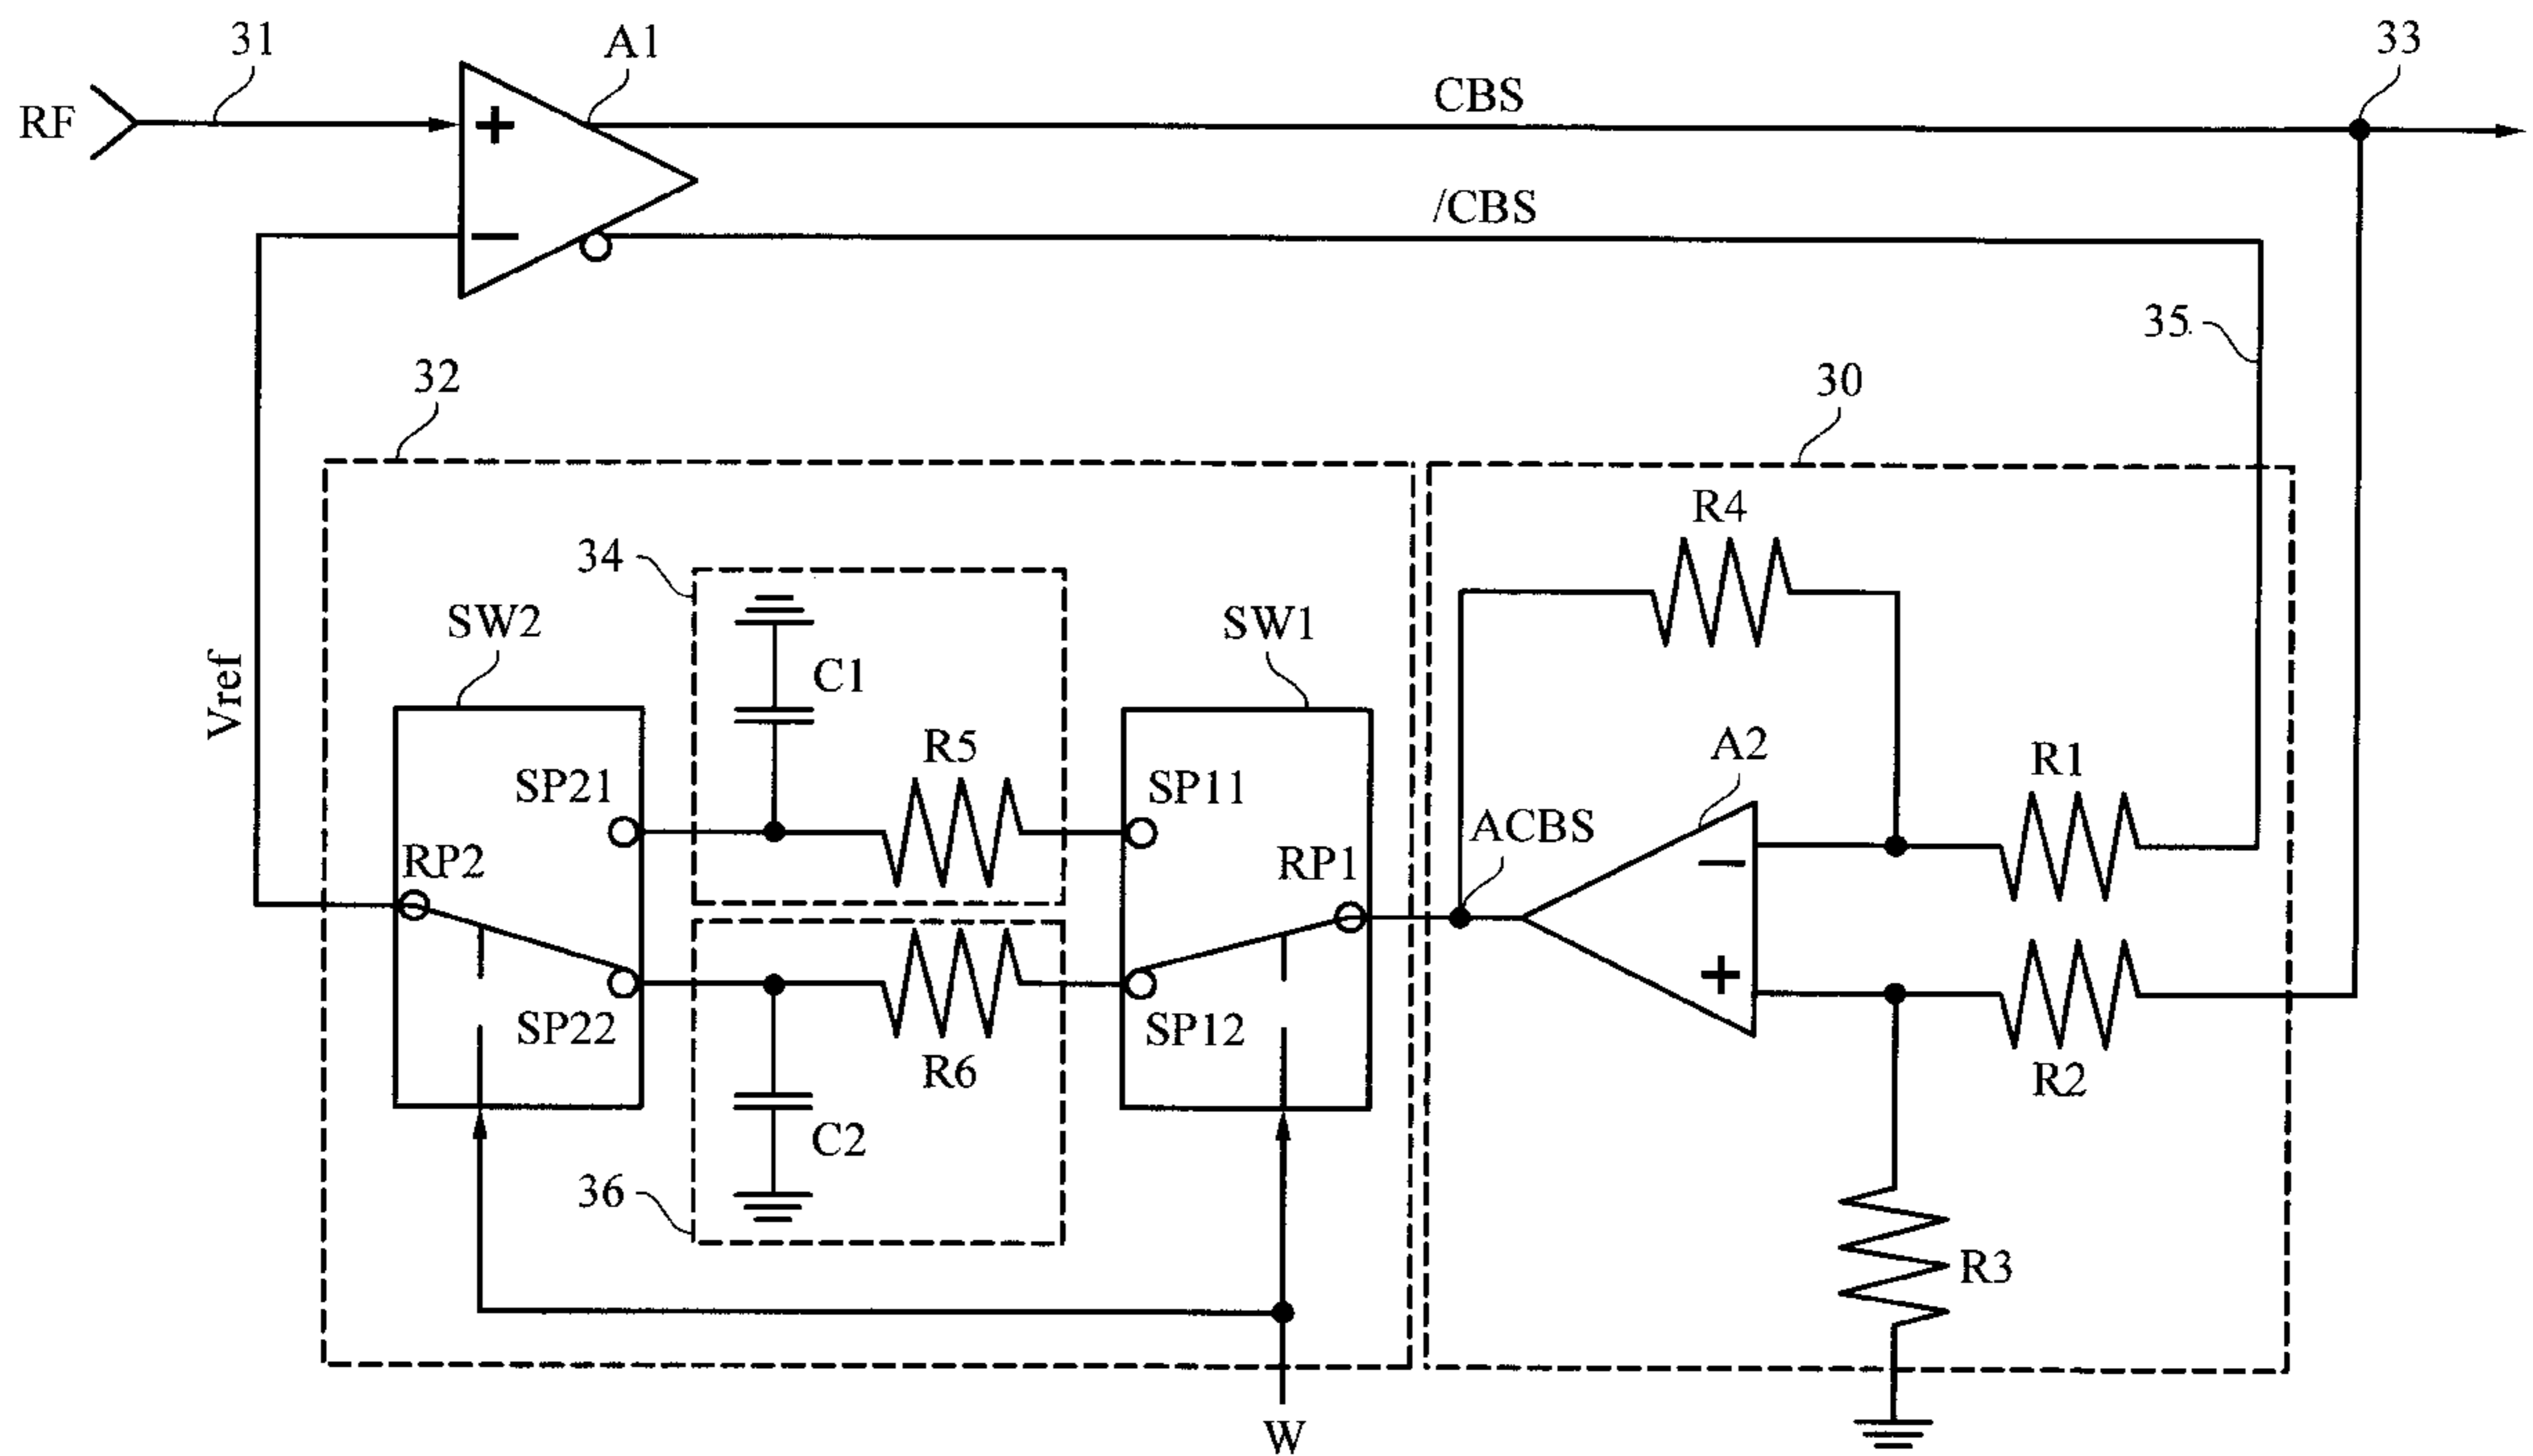 31
A1
33
RF
+
CBS
−
/CBS
35
32
30
R4
34
SW2
SW1
C1
Vref
A2
R5
R1
SP21
SP11
ACBS
RP2
RP1
−
+
SP22
SP12
R6
R2
C2
36
R3
W